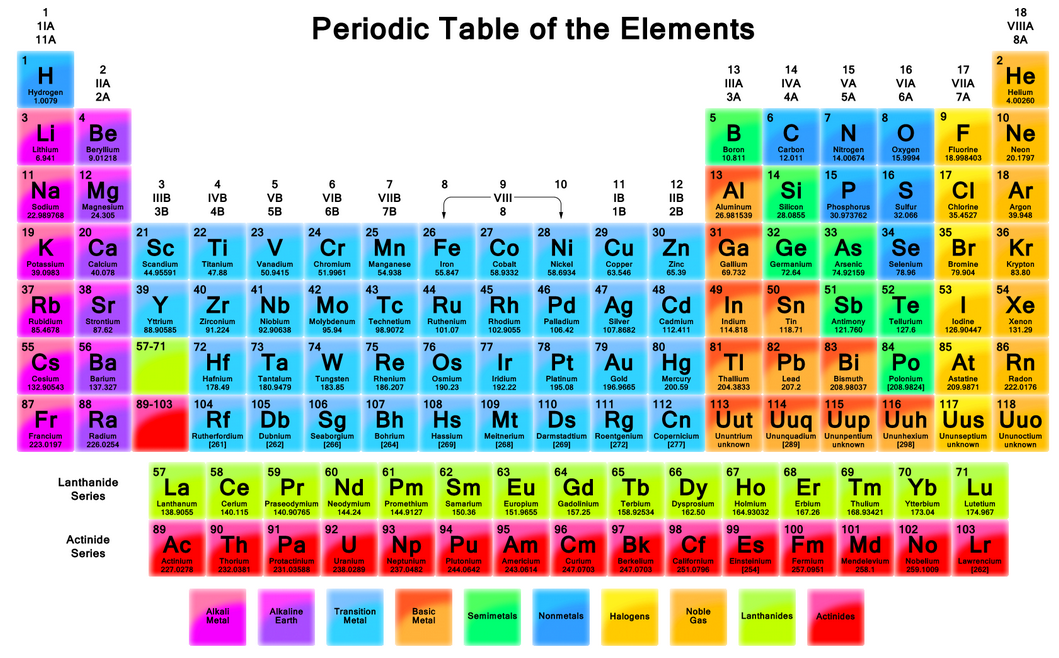 Periodic Table of the Elements
1 18
1IA VIIIA
11A 8A
2 13 14 15 16 17
IIA IIIA IVA VA VIA VIIA
2A 3A 4A 5A 6A 7A
3 4 5 6 7 8 9 10 11 12
IIIB IVB VB VIB VIIB VIII IB IIB
3B 4B 5B 6B 7B 8 1B 2B
1 2
H He
Hydrogen Helium
1.0079 4.00260
3 4 5 6 7 8 9 10
Li Be B C N O F Ne
Lithium Beryllium Boron Carbon Nitrogen Oxygen Fluorine Neon
6.941 9.01218 10.811 12.011 14.00674 15.9994 18.998403 20.1797
11 12 13 14 15 16 17 18
Na Mg Al Si P S Cl Ar
Sodium Magnesium Aluminum Silicon Phosphorus Sulfur Chlorine Argon
22.989768 24.305 26.981539 28.0855 30.973762 32.066 35.4527 39.948
19 20 21 22 23 24 25 26 27 28 29 30 31 32 33 34 35 36
K Ca Sc Ti V Cr Mn Fe Co Ni Cu Zn Ga Ge As Se Br Kr
Potassium Calcium Scandium Titanium Vanadium Chromium Manganese Iron Cobalt Nickel Copper Zinc Gallium Germanium Arsenic Selenium Bromine Krypton
39.0983 40.078 44.95591 47.88 50.9415 51.9961 54.938 55.847 58.9332 58.6934 63.546 65.39 69.732 72.64 74.92159 78.96 79.904 83.80
37 38 39 40 41 42 43 44 45 46 47 48 49 50 51 52 53 54
Rb Sr Y Zr Nb Mo Tc Ru Rh Pd Ag Cd In Sn Sb Te I Xe
Rubidium Strontium Yttrium Zirconium Niobium Molybdenum Technetium Ruthenium Rhodium Palladium Silver Cadmium Indium Tin Antimony Tellurium Iodine Xenon
85.4678 87.62 88.90585 91.224 92.90638 95.94 98.9072 101.07 102.9055 106.42 107.8682 112.411 114.818 118.71 121.760 127.6 126.90447 131.29
55 56 57-71 72 73 74 75 76 77 78 79 80 81 82 83 84 85 86
Cs Ba Hf Ta W Re Os Ir Pt Au Hg Tl Pb Bi Po At Rn
Cesium Barium Hafnium Tantalum Tungsten Rhenium Osmium Iridium Platinum Gold Mercury Thallium Lead Bismuth Polonium Astatine Radon
132.90543 137.327 178.49 180.9479 183.85 186.207 190.23 192.22 195.08 196.9665 200.59 204.3833 207.2 208.98037 [208.9824] 209.9871 222.0176
87 88 89-103 104 105 106 107 108 109 110 111 112 113 114 115 116 117 118
Fr Ra Rf Db Sg Bh Hs Mt Ds Rg Cn Uut Uuq Uup Uuh Uus Uuo
Francium Radium Rutherfordium Dubnium Seaborgium Bohrium Hassium Meitnerium Darmstadtium Roentgenium Copernicium Ununtrium Ununquadium Ununpentium Ununhexium Ununseptium Ununoctium
223.0197 226.0254 [261] [262] [266] [264] [269] [268] [269] [272] [277] unknown [289] unknown [298] unknown unknown
Lanthanide
Series
57 58 59 60 61 62 63 64 65 66 67 68 69 70 71
La Ce Pr Nd Pm Sm Eu Gd Tb Dy Ho Er Tm Yb Lu
Lanthanum Cerium Praseodymium Neodymium Promethium Samarium Europium Gadolinium Terbium Dysprosium Holmium Erbium Thulium Ytterbium Lutetium
138.9055 140.115 140.90765 144.24 144.9127 150.36 151.9655 157.25 158.92534 162.50 164.93032 167.26 168.93421 173.04 174.967
Actinide
Series
89 90 91 92 93 94 95 96 97 98 99 100 101 102 103
Ac Th Pa U Np Pu Am Cm Bk Cf Es Fm Md No Lr
Actinium Thorium Protactinium Uranium Neptunium Plutonium Americium Curium Berkelium Californium Einsteinium Fermium Mendelevium Nobelium Lawrencium
227.0278 232.0381 231.03588 238.0289 237.0482 244.0642 243.0614 247.0703 247.0703 251.0796 [254] 257.0951 258.1 259.1009 [262]
Alkali
Metal
Alkaline
Earth
Transition
Metal
Basic
Metal
Semimetals
Nonmetals
Halogens
Noble
Gas
Lanthanides
Actinides